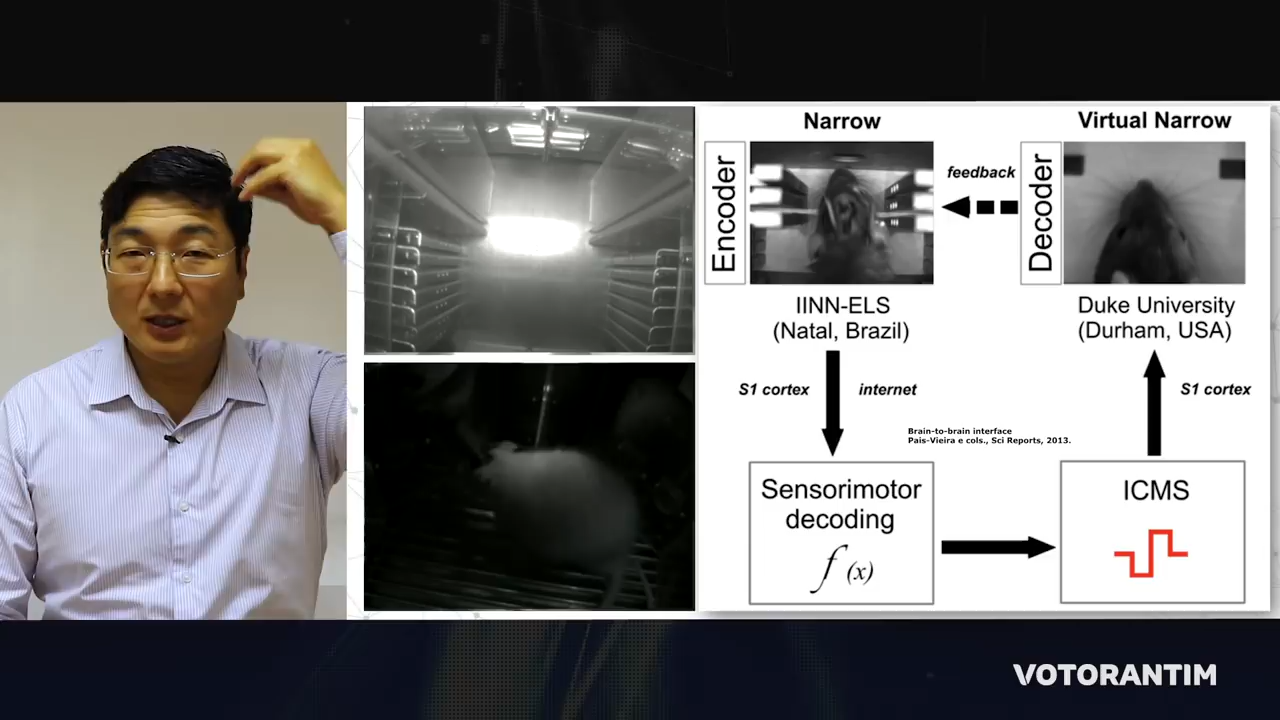 Narrow
Virtual Narrow
Encoder
feedback
Decoder
IINN-ELS
(Natal, Brazil)
Duke University
(Durham, USA)
S1 cortex
internet
S1 cortex
Brain-to-brain interface
Pais-Vieira e cols., Sci Reports, 2013.
Sensorimotor
decoding
f (x)
ICMS
VOTORANTIM